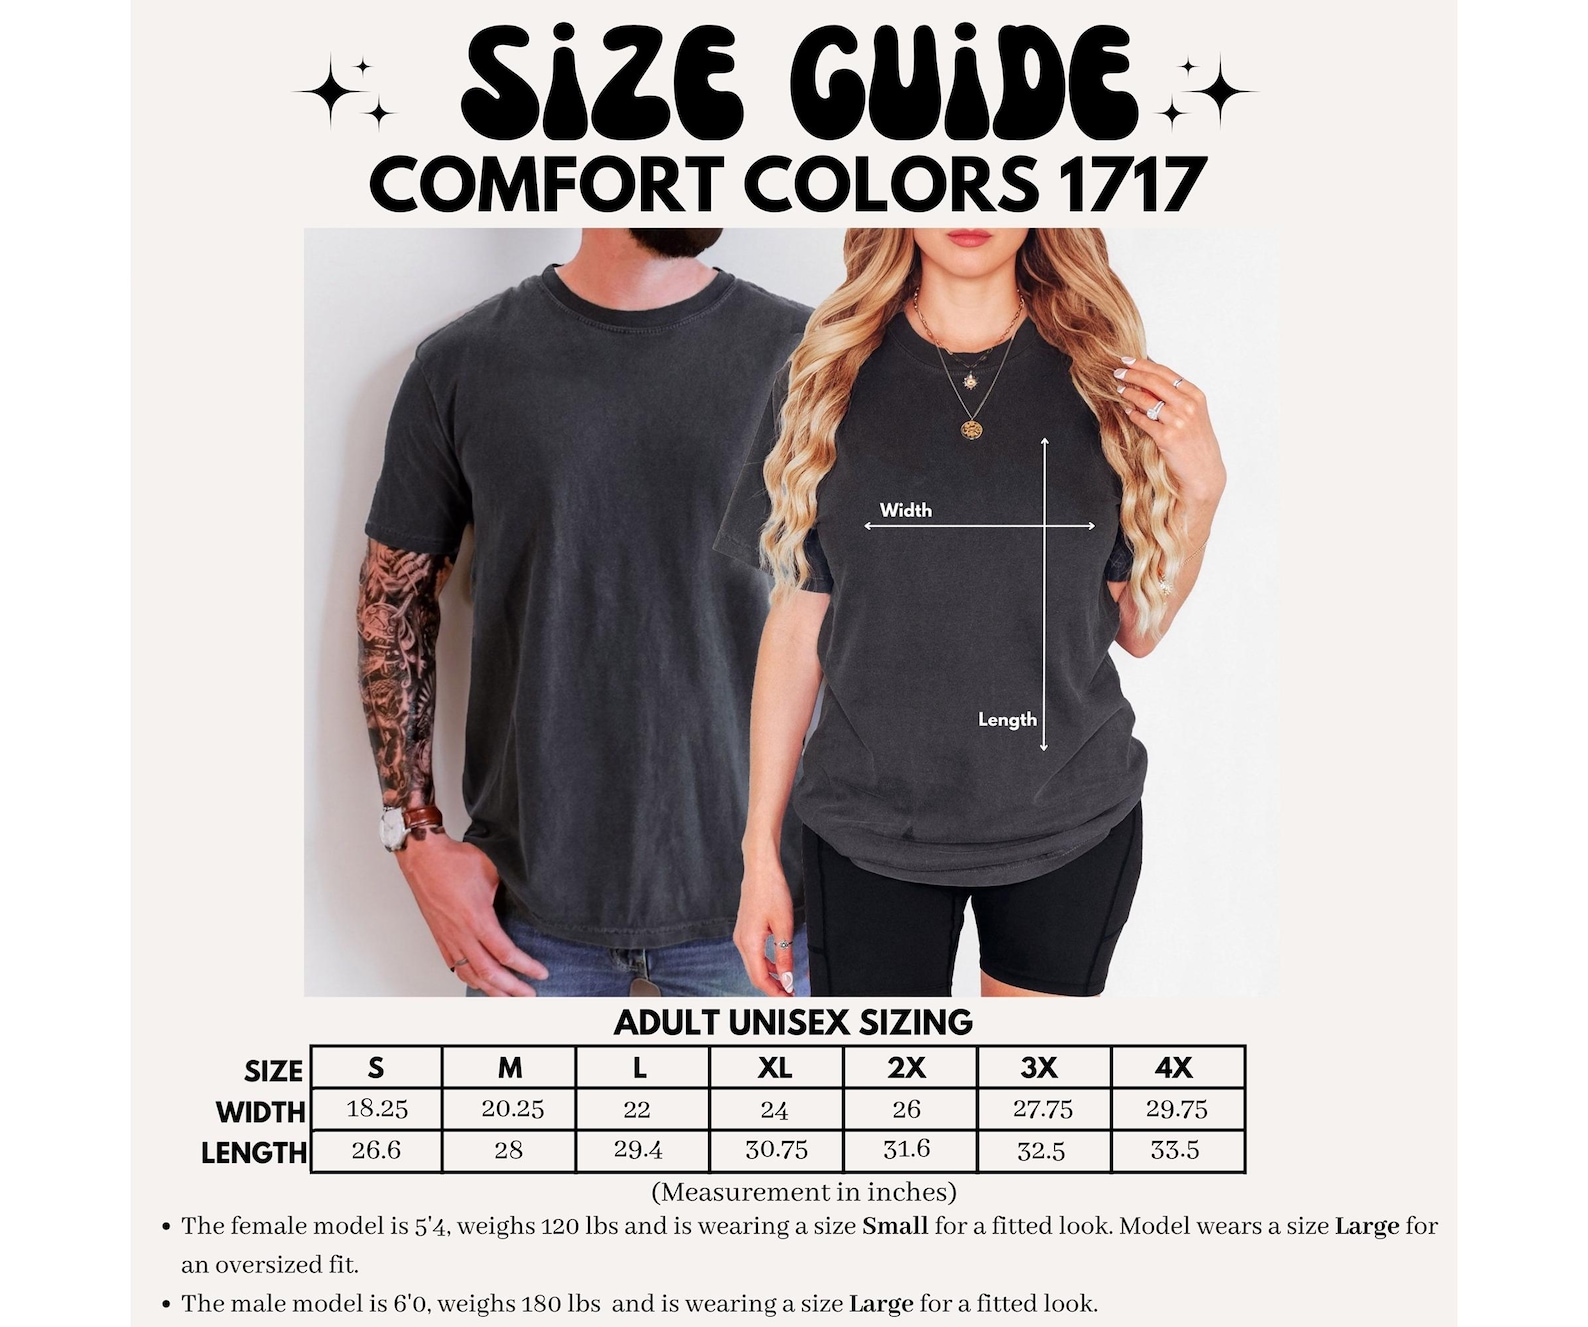 SIZE GUIDE
COMFORT COLORS 1717
Width
Length
ADULT UNISEX SIZING
SIZE S M L XL 2X 3X 4X
WIDTH 18.25 20.25 22 24 26 27.75 29.75
LENGTH 26.6 28 29.4 30.75 31.6 32.5 33.5
(Measurement in inches)
• The female model is 5'4, weighs 120 lbs and is wearing a size Small for a fitted look. Model wears a size Large for
an oversized fit.
• The male model is 6'0, weighs 180 lbs and is wearing a size Large for a fitted look.